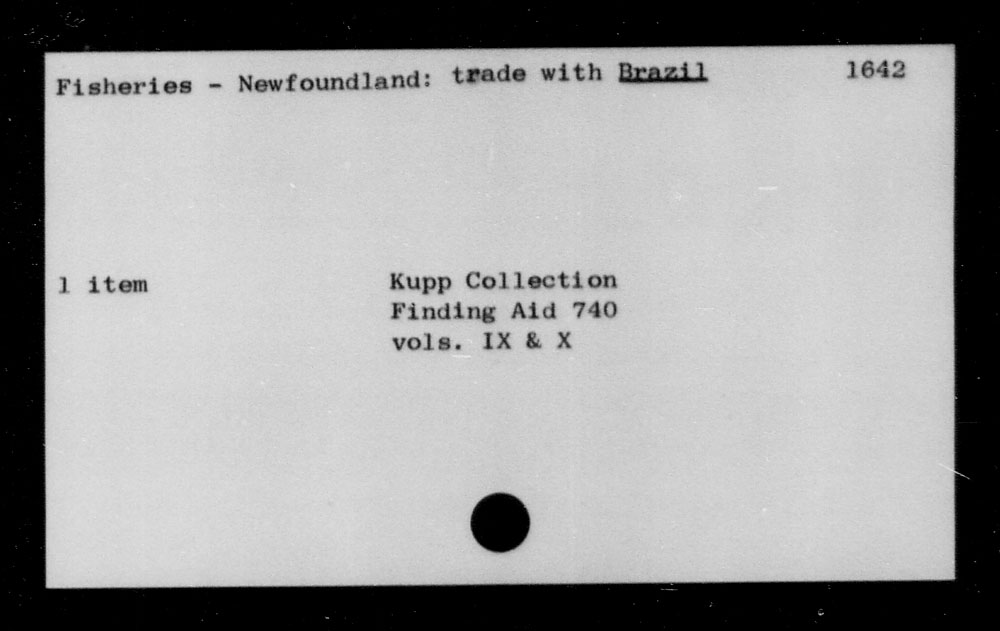 Fisheries - Newfoundland: trade with Brazil 1642
1 item Kupp Collection
Finding Aid 740
vols. IX & X